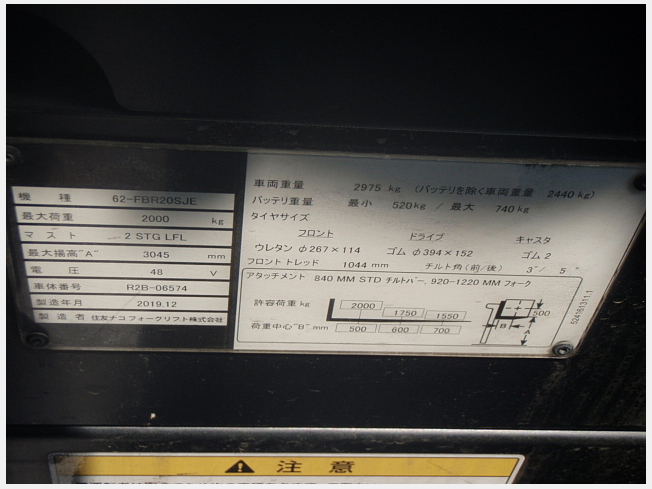 機 種 62-FBR20SJE
最大荷重 2000 kg
マスト 2 STG LFL
最大揚高"A" 3045 mm
電 圧 48 V
車体番号 R2B-06574
製造年月 2019.12
製造者 住友ナコフォークリフト株式会社
車両重量 2975 kg (バッテリを除く車両重量 2440 kg)
バッテリ重量 最小 520kg / 最大 740kg
タイヤサイズ
フロント ドライブ キャスタ
ウレタン φ267×114 ゴム φ394×152 ゴム 2
フロントトレッド 1044 mm チルト角(前/後) 3°/ 5 °
アタッチメント 840 MM STD チルトバー, 920-1220 MM フォーク
許容荷重 kg 2000 1750 1550
荷重中心"B" mm 500 600 700
500
B
A
524161311.1
注 意